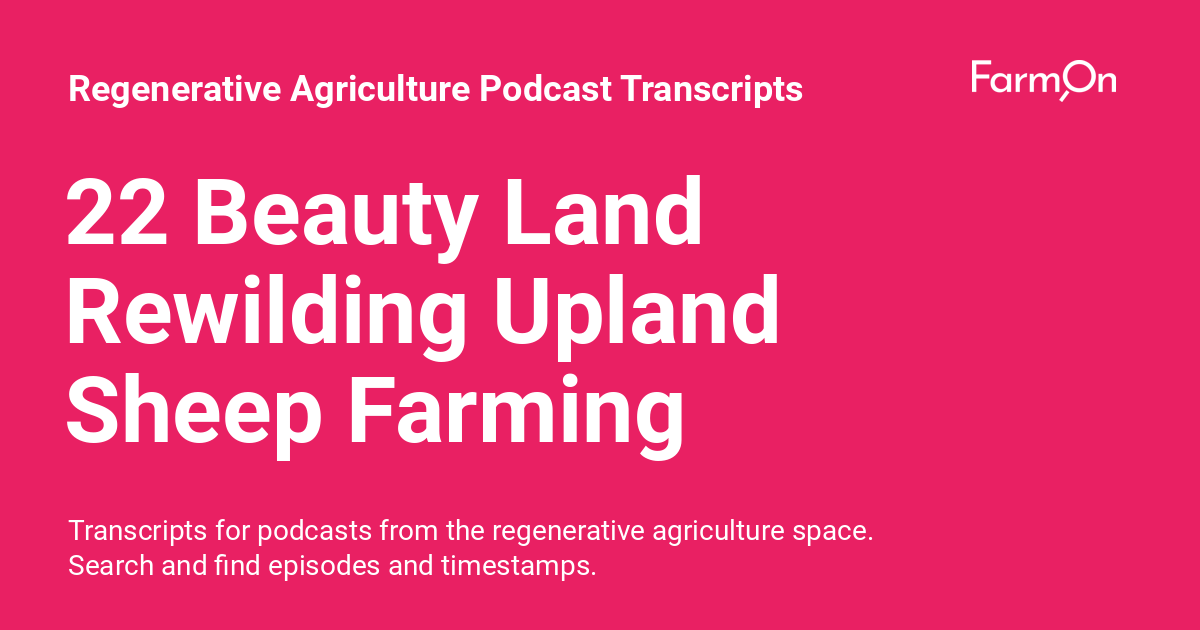 Regenerative Agriculture Podcast Transcripts
FarmOn
22 Beauty Land
Rewilding Upland
Sheep Farming
Transcripts for podcasts from the regenerative agriculture space.
Search and find episodes and timestamps.